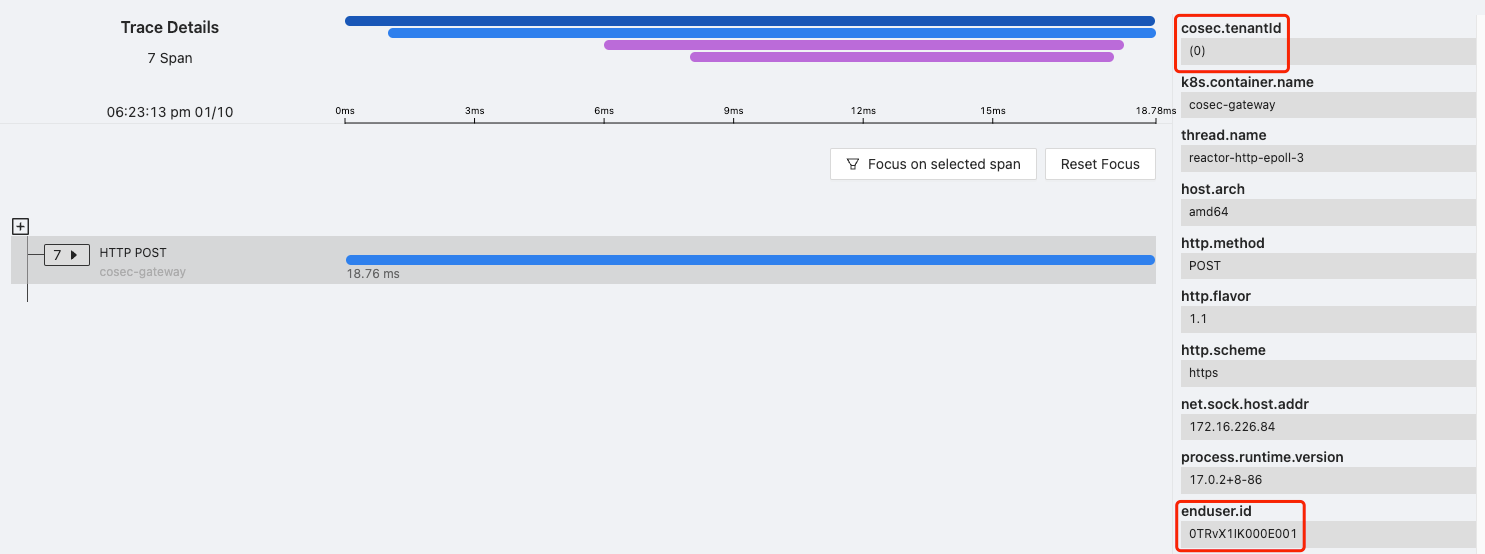 Trace Details
7 Span
06:23:13 pm 01/10
0ms 3ms 6ms 9ms 12ms 15ms 18.78ms
Focus on selected span
Reset Focus
7
HTTP POST
cosec-gateway
18.76 ms
cosec.tenantId
(0)
k8s.container.name
cosec-gateway
thread.name
reactor-http-epoll-3
host.arch
amd64
http.method
POST
http.flavor
1.1
http.scheme
https
net.sock.host.addr
172.16.226.84
process.runtime.version
17.0.2+8-86
enduser.id
0TRvX1IK000E001